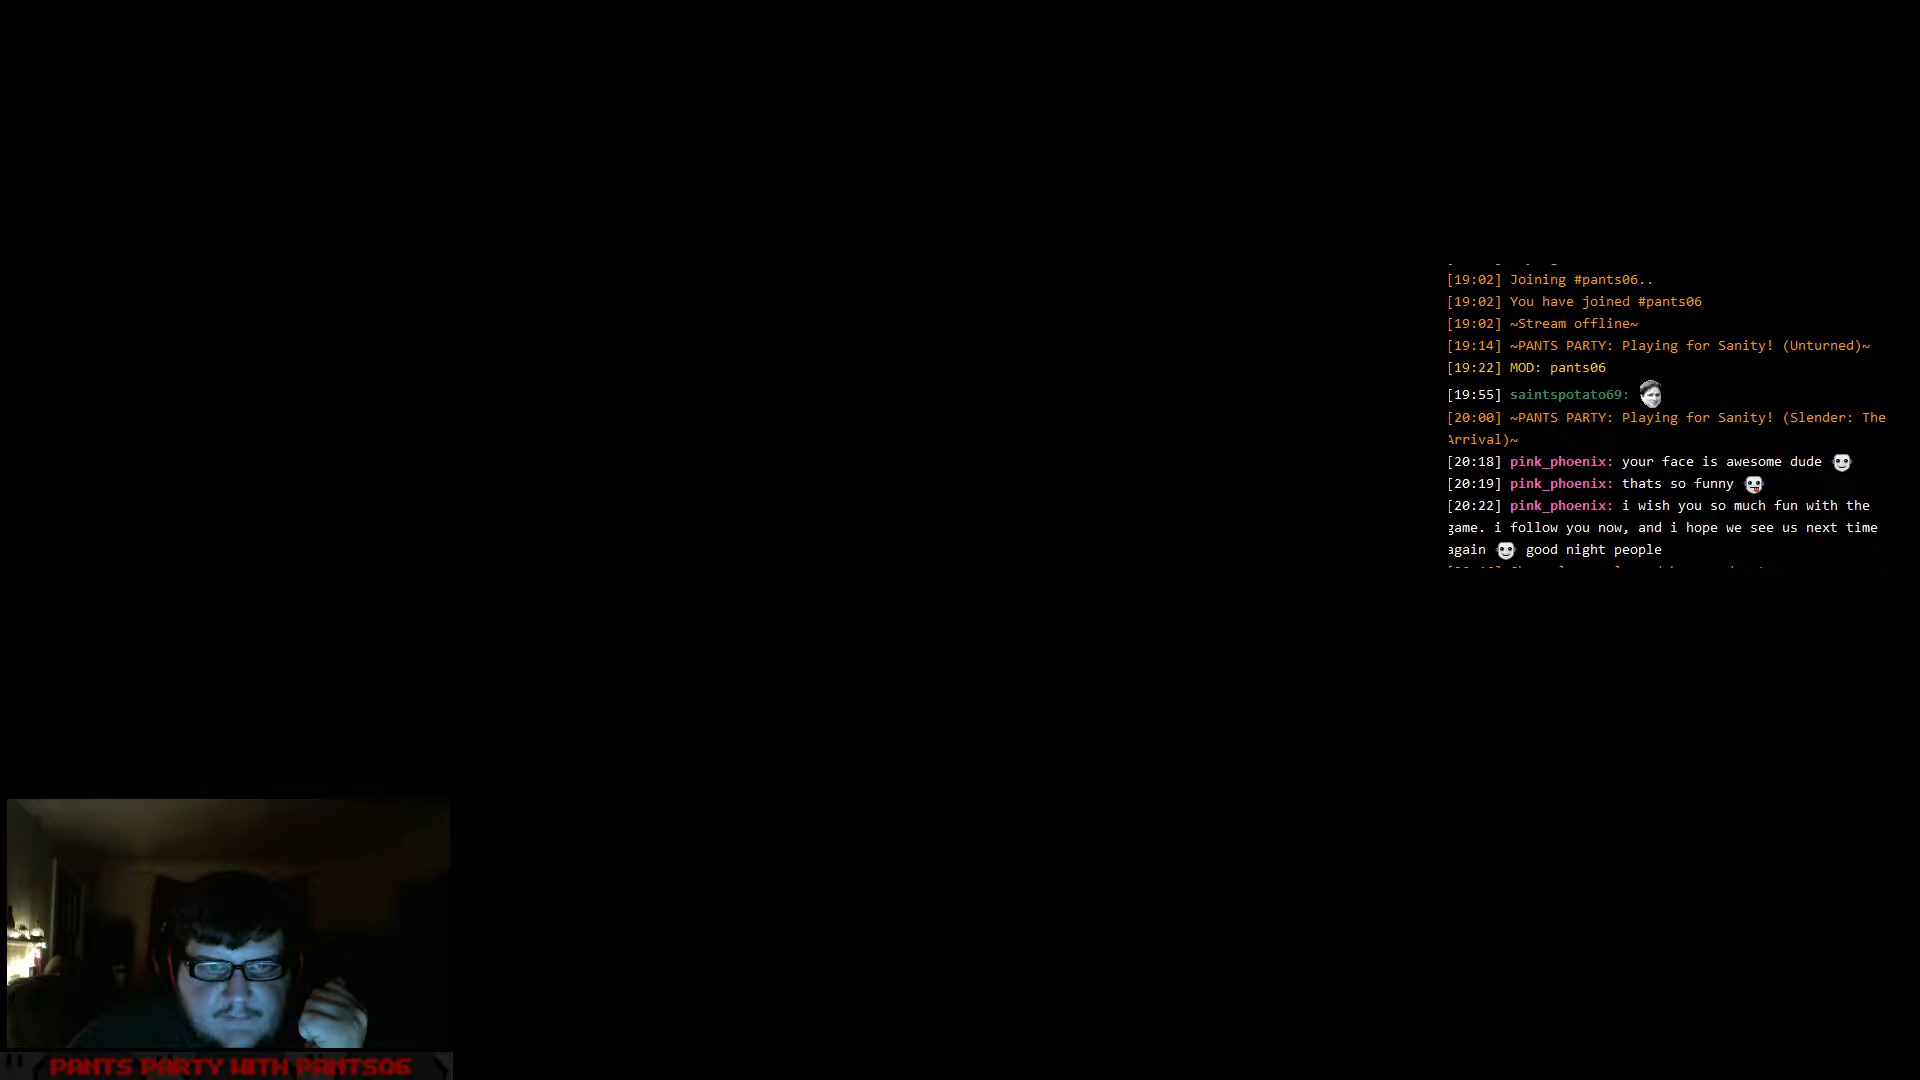 [19:02] Joining #pants06..
[19:02] You have joined #pants06
[19:02] ~Stream offline~
[19:14] ~PANTS PARTY: Playing for Sanity! (Unturned)~
[19:22] MOD: pants06
[19:55] saintspotato69:
[20:00] ~PANTS PARTY: Playing for Sanity! (Slender: The
Arrival)~
[20:18] pink_phoenix: your face is awesome dude
[20:19] pink_phoenix: thats so funny
[20:22] pink_phoenix: i wish you so much fun with the
game. i follow you now, and i hope we see us next time
again good night people
PANTS PARTY WITH PANTS06